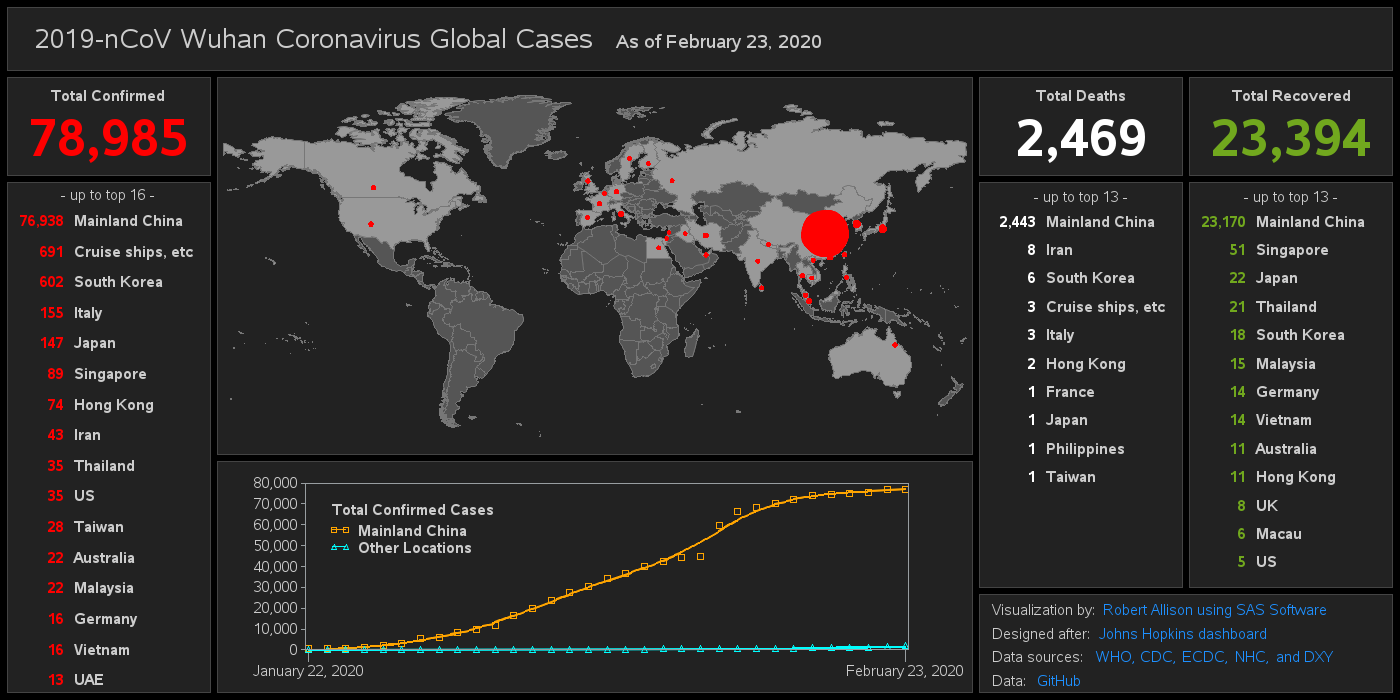 2019-nCoV Wuhan Coronavirus Global Cases As of February 23, 2020
Total Confirmed
78,985
- up to top 16 -
76,938 Mainland China
691 Cruise ships, etc
602 South Korea
155 Italy
147 Japan
89 Singapore
74 Hong Kong
43 Iran
35 Thailand
35 US
28 Taiwan
22 Australia
22 Malaysia
16 Germany
16 Vietnam
13 UAE
80,000
70,000
60,000
50,000
40,000
30,000
20,000
10,000
0
Total Confirmed Cases
Mainland China
Other Locations
January 22, 2020
February 23, 2020
Total Deaths
2,469
- up to top 13 -
2,443 Mainland China
8 Iran
6 South Korea
3 Cruise ships, etc
3 Italy
2 Hong Kong
1 France
1 Japan
1 Philippines
1 Taiwan
Total Recovered
23,394
- up to top 13 -
23,170 Mainland China
51 Singapore
22 Japan
21 Thailand
18 South Korea
15 Malaysia
14 Germany
14 Vietnam
11 Australia
11 Hong Kong
8 UK
6 Macau
5 US
Visualization by: Robert Allison using SAS Software
Designed after: Johns Hopkins dashboard
Data sources: WHO, CDC, ECDC, NHC, and DXY
Data: GitHub